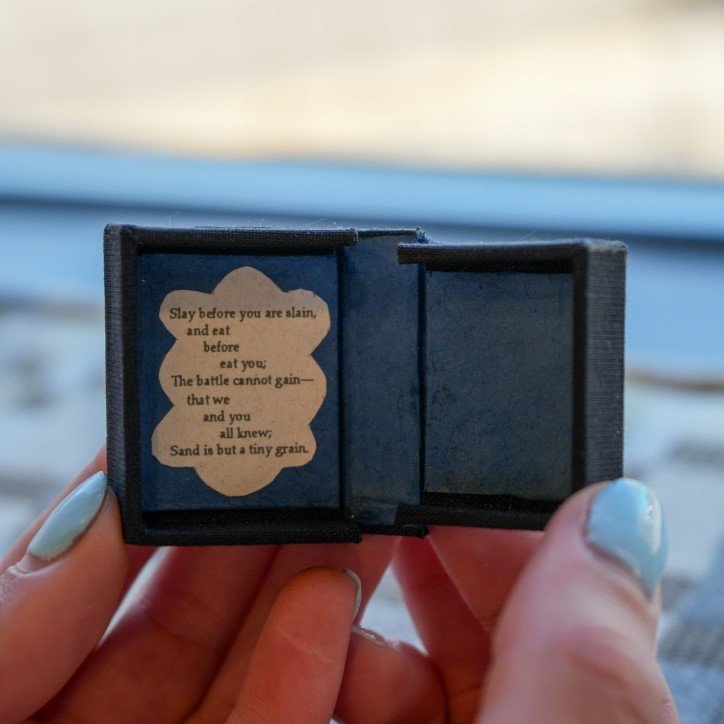 Slay before you are slain,
and eat
before
eat you;
The battle cannot gain—
that we
and you
all knew;
Sand is but a tiny grain.